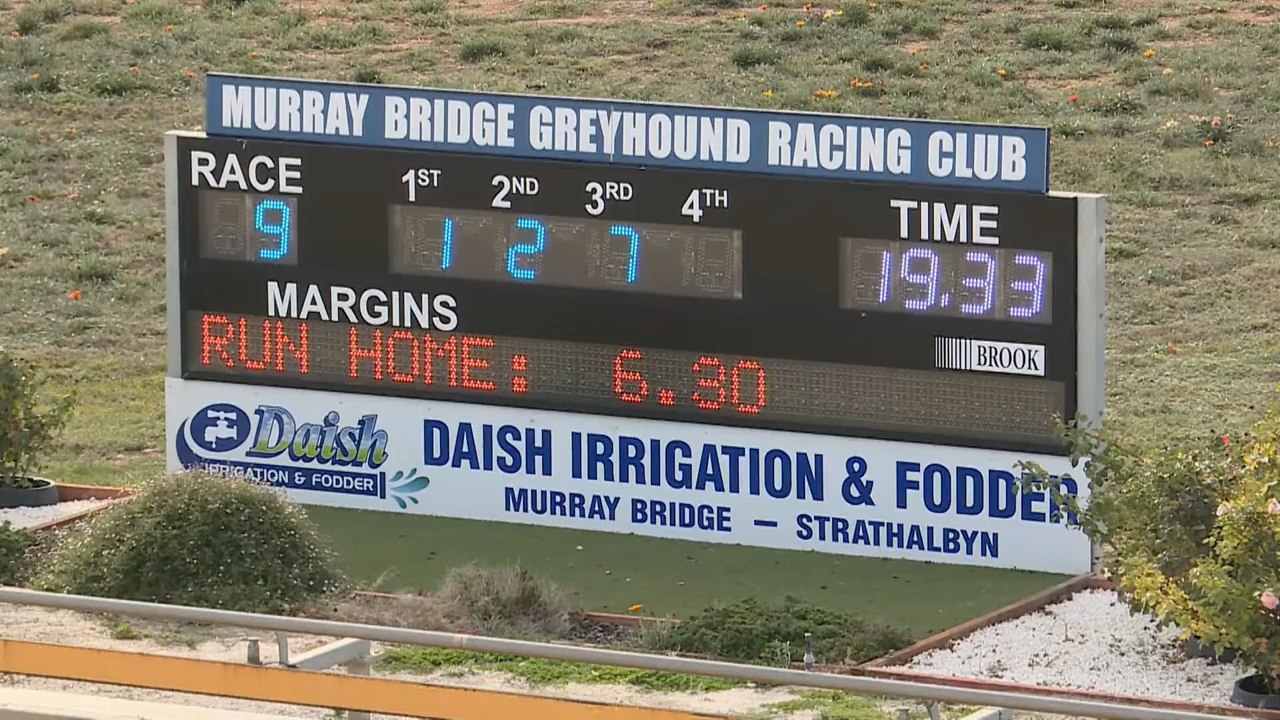 MURRAY BRIDGE GREYHOUND RACING CLUB
RACE 1ST 2ND 3RD 4TH TIME
9 1 2 7 19.33
MARGINS
RUN HOME: 6.30
BROOK
Daish
IRRIGATION & FODDER
DAISH IRRIGATION & FODDER
MURRAY BRIDGE – STRATHALBYN